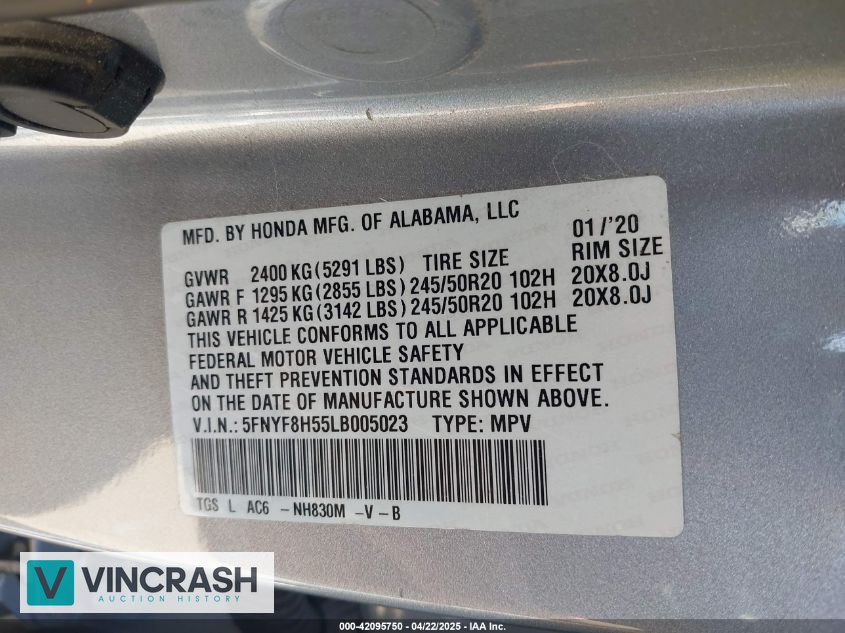 MFD. BY HONDA MFG. OF ALABAMA, LLC 01/'20
GVWR 2400 KG (5291 LBS) TIRE SIZE RIM SIZE
GAWR F 1295 KG (2855 LBS) 245/50R20 102H 20X8.0J
GAWR R 1425 KG (3142 LBS) 245/50R20 102H 20X8.0J
THIS VEHICLE CONFORMS TO ALL APPLICABLE
FEDERAL MOTOR VEHICLE SAFETY
AND THEFT PREVENTION STANDARDS IN EFFECT
ON THE DATE OF MANUFACTURE SHOWN ABOVE.
V.I.N.: 5FNYF8H55LB005023 TYPE: MPV
TGS L AC6 -NH830M -V-B
VINCRASH
AUCTION HISTORY
000-42095750 - 04/22/2025 - IAA Inc.